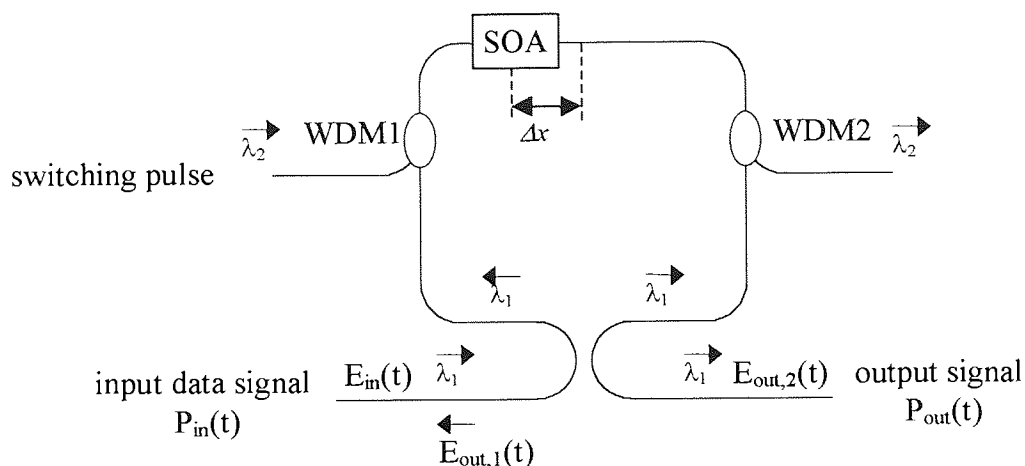 SOA
Δx
WDM1
WDM2
λ2
λ2
switching pulse
λ1
λ1
input data signal
Pin(t)
Ein(t)
λ1
Eout,1(t)
λ1
Eout,2(t)
output signal
Pout(t)